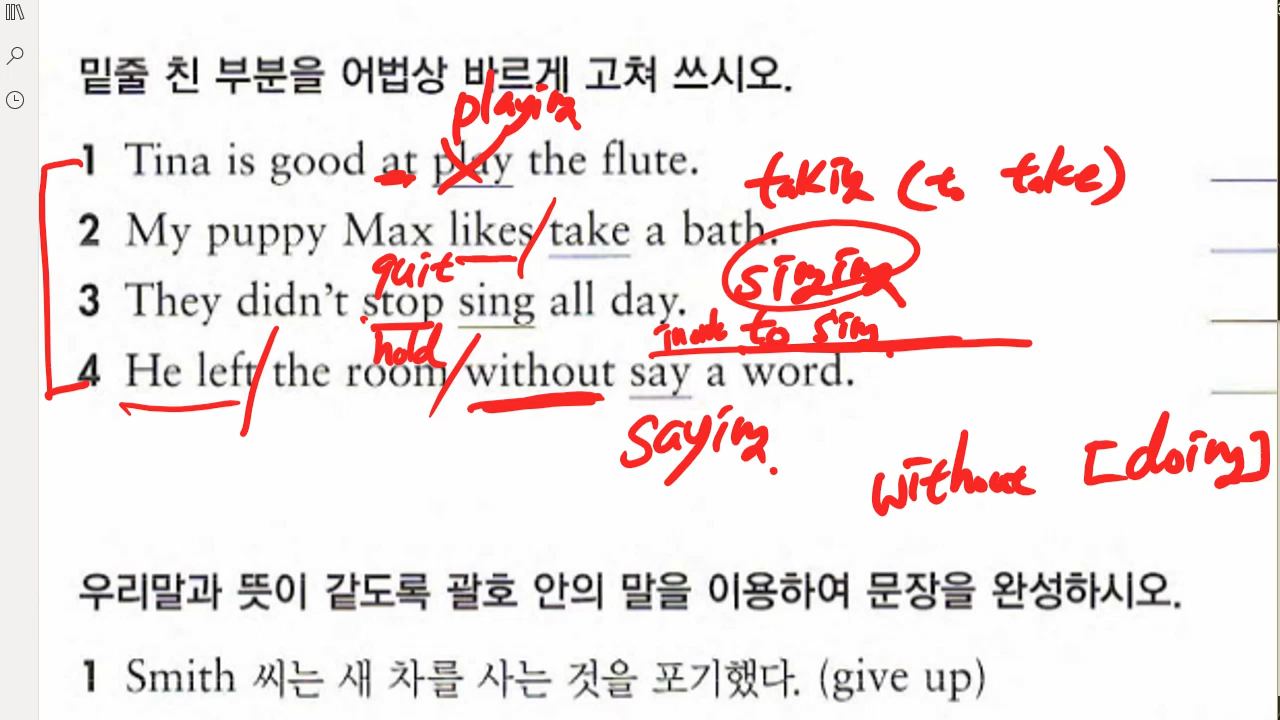 밑줄 친 부분을 어법상 바르게 고쳐 쓰시오.
playing
1 Tina is good at play the flute.
taking (to take)
2 My puppy Max likes take a bath.
quit singing
3 They didn't stop sing all day.
hold to sing
4 He left the room without say a word.
saying.
without [doing]
우리말과 뜻이 같도록 괄호 안의 말을 이용하여 문장을 완성하시오.
1 Smith 씨는 새 차를 사는 것을 포기했다. (give up)